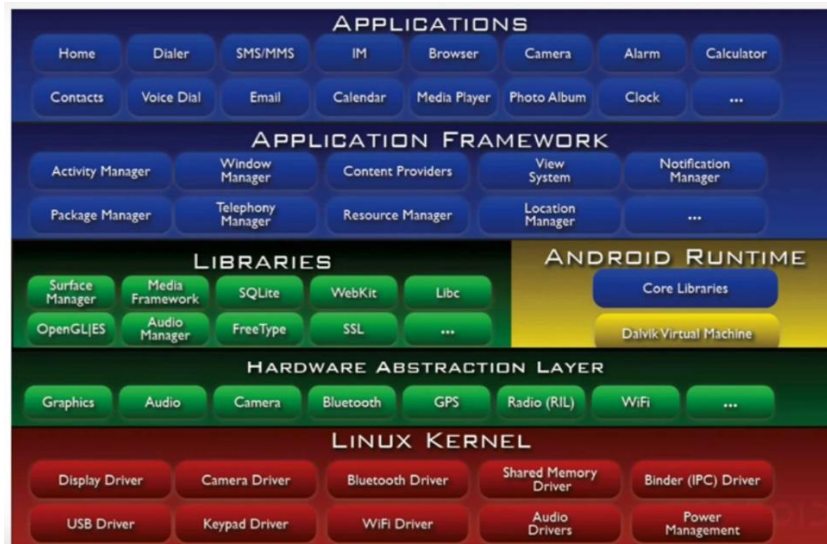 APPLICATIONS
Home Dialer SMS/MMS IM Browser Camera Alarm Calculator
Contacts Voice Dial Email Calendar Media Player Photo Album Clock ...
APPLICATION FRAMEWORK
Activity Manager Window Manager Content Providers View System Notification Manager
Package Manager Telephony Manager Resource Manager Location Manager ...
LIBRARIES
Surface Manager Media Framework SQLite WebKit Libc
OpenGL|ES Audio Manager FreeType SSL ...
ANDROID RUNTIME
Core Libraries
Dalvik Virtual Machine
HARDWARE ABSTRACTION LAYER
Graphics Audio Camera Bluetooth GPS Radio (RIL) WiFi ...
LINUX KERNEL
Display Driver Camera Driver Bluetooth Driver Shared Memory Driver Binder (IPC) Driver
USB Driver Keypad Driver WiFi Driver Audio Drivers Power Management